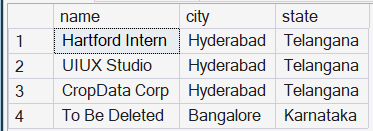 name city state
1 Hartford Intern Hyderabad Telangana
2 UIUX Studio Hyderabad Telangana
3 CropData Corp Hyderabad Telangana
4 To Be Deleted Bangalore Karnataka